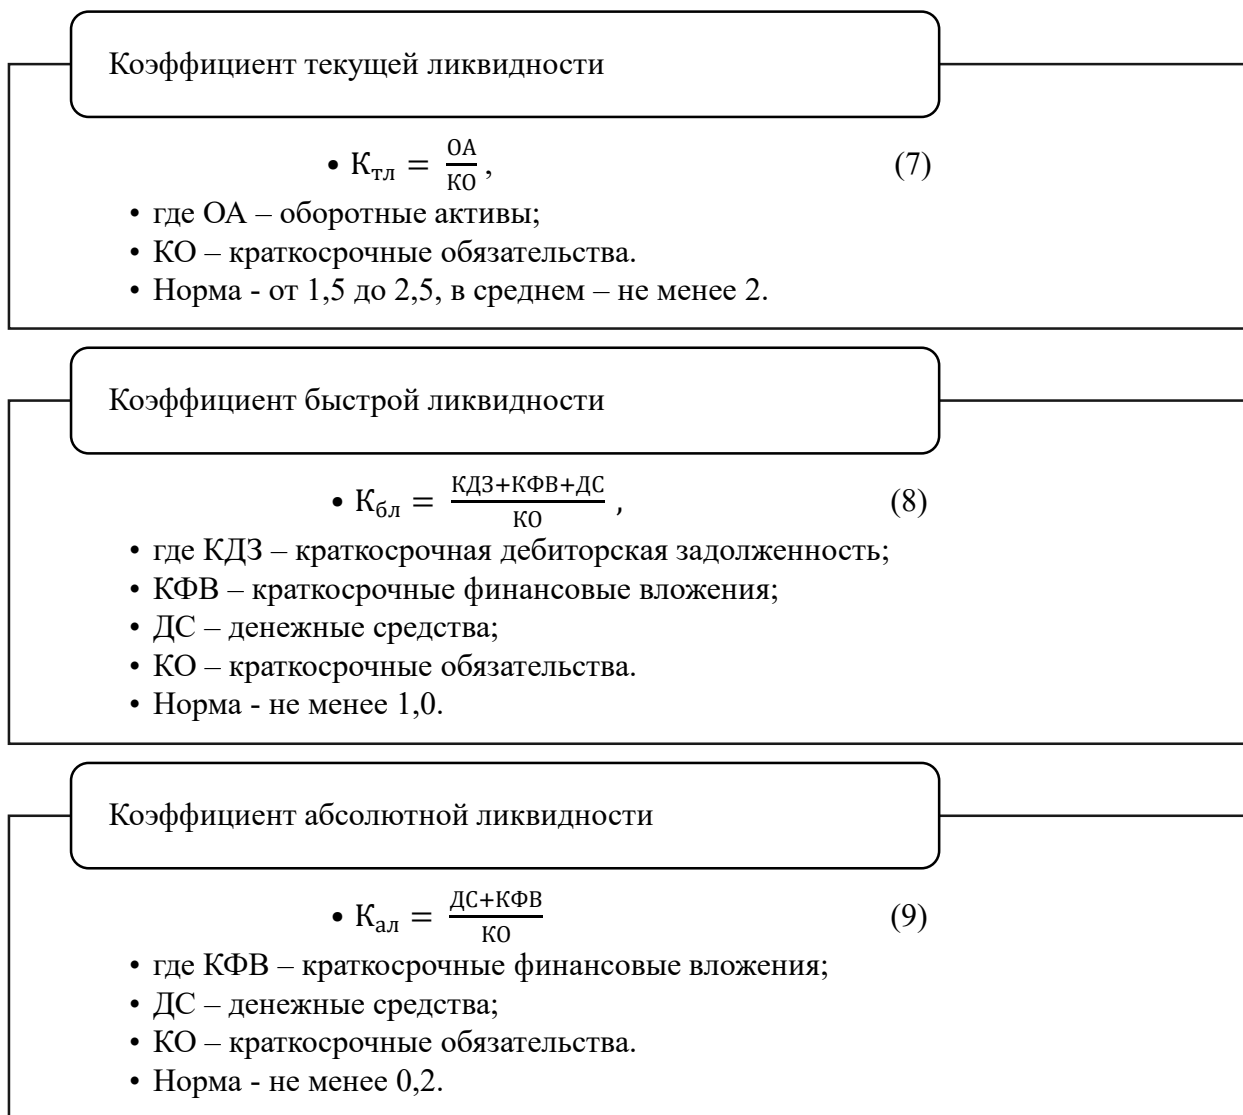 Коэффициент текущей ликвидности
• Ктл = ОА/КО, (7)
• где ОА – оборотные активы;
• КО – краткосрочные обязательства.
• Норма - от 1,5 до 2,5, в среднем – не менее 2.
Коэффициент быстрой ликвидности
• Кбл = КДЗ+КФВ+ДС/КО, (8)
• где КДЗ – краткосрочная дебиторская задолженность;
• КФВ – краткосрочные финансовые вложения;
• ДС – денежные средства;
• КО – краткосрочные обязательства.
• Норма - не менее 1,0.
Коэффициент абсолютной ликвидности
• Кал = ДС+КФВ/КО (9)
• где КФВ – краткосрочные финансовые вложения;
• ДС – денежные средства;
• КО – краткосрочные обязательства.
• Норма - не менее 0,2.